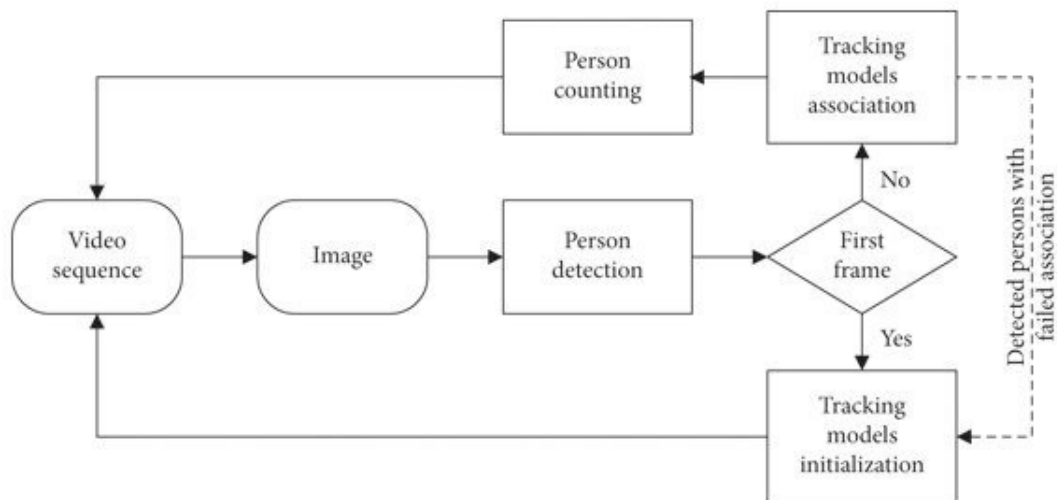 Person
counting
Tracking
models
association
No
Video
sequence
Image
Person
detection
First
frame
Detected persons with
failed association
Yes
Tracking
models
initialization